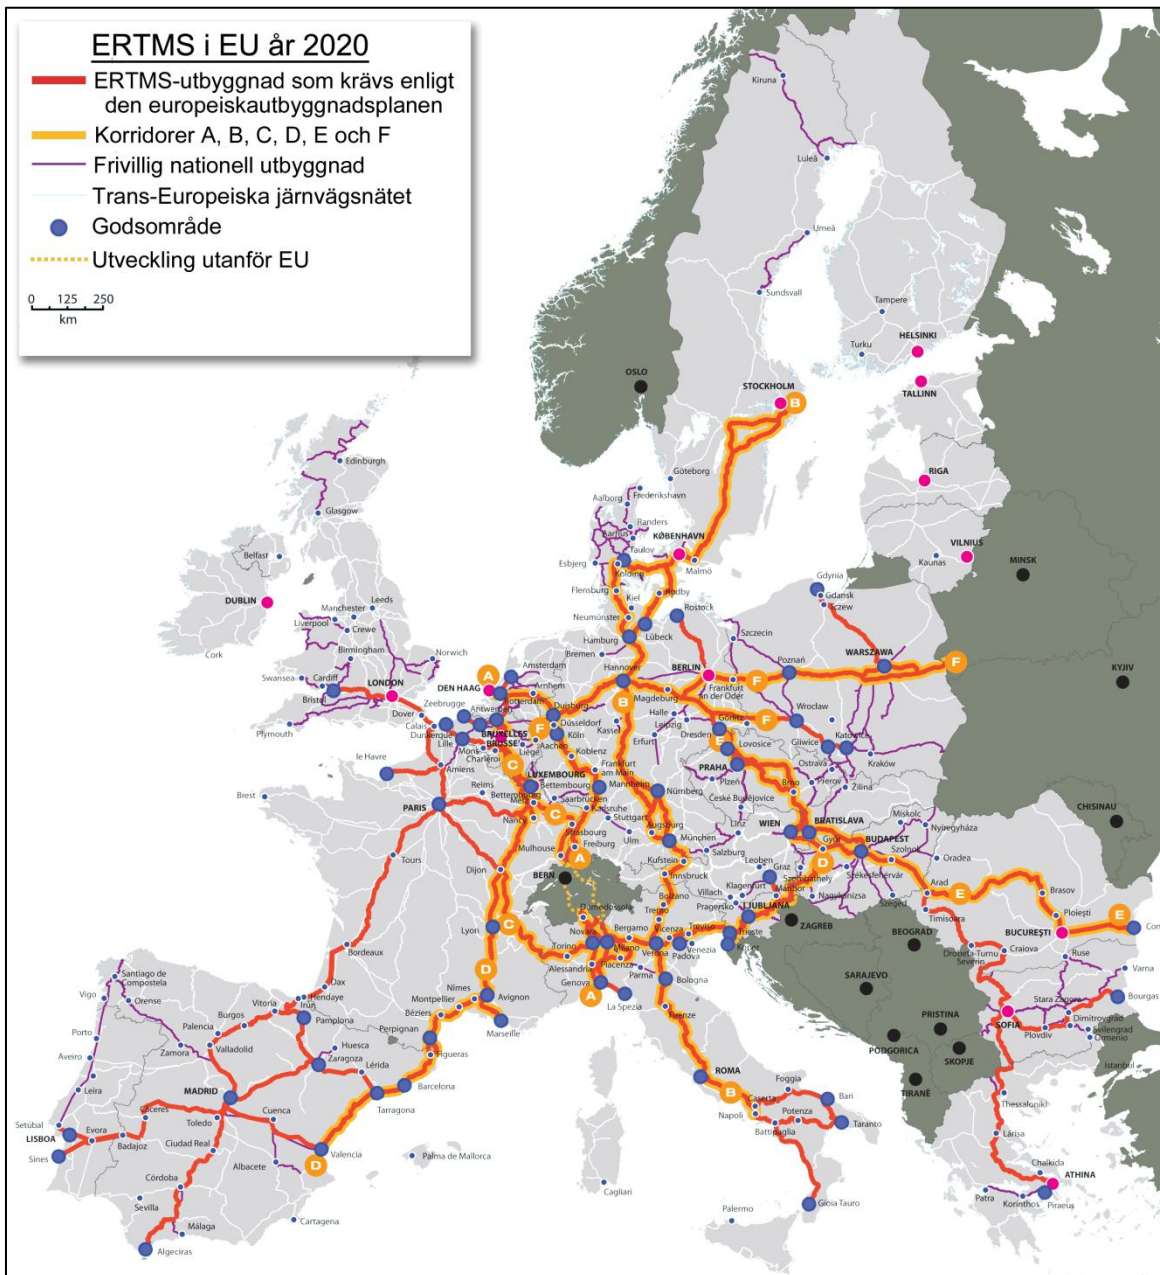 ERTMS i EU år 2020
ERTMS-utbyggnad som krävs enligt
den europeiskautbyggnadsplanen
Korridorer A, B, C, D, E och F
Frivillig nationell utbyggnad
Trans-Europeiska järnvägsnätet
Godsområde
Utveckling utanför EU
0 125 250
km
Kiruna
Luleå
Umeå
Sundsvall
Tampere
HELSINKI
Turku
OSLO
STOCKHOLM
B
TALLINN
Göteborg
RIGA
Edinburgh
Glasgow
Aalborg
Frederikshavn
Randers
Aarhus
Taulov
KØBENHAVN
Esbjerg
Kolding
Malmö
VILNIUS
Kaunas
MINSK
Belfast
DUBLIN
Cork
Flensburg
Kiel
Rodby
Rostock
Gdynia
Gdansk
Tczew
Neumünster
Lübeck
Hamburg
Bremen
Szczecin
Leeds
Manchester
Liverpool
Crewe
Birmingham
Norwich
Swansea
Cardiff
Bristol
LONDON
Plymouth
Dover
Amsterdam
A
DEN HAAG
Arnhem
Rotterdam
Hannover
BERLIN
F
Poznań
WARSZAWA
F
Frankfurt
an der Oder
Magdeburg
KYJIV
Zeebrugge
Antwerpen
Duisburg
B
Halle
Görlitz
F
Wrocław
Calais
Dunkerque
Lille
BRUXELLES
BRUSSEL
F
Düsseldorf
Köln
Kassel
Leipzig
Dresden
Gliwice
Katowice
Mons
Charleroi
Liège
Aachen
Koblenz
Erfurt
E
Lovosice
Ostrava
Kraków
le Havre
Amiens
C
LUXEMBOURG
Frankfurt
am Main
PRAHA
Plzeň
Brno
Přerov
Žilina
Reims
Bettembourg
Bettembourg
Mannheim
Nürnberg
České Budějovice
Metz
Saarbrücken
Karlsruhe
Brest
PARIS
Nancy
C
Stuttgart
Augsburg
Linz
WIEN
BRATISLAVA
Miskolc
Nyíregyháza
CHISINAU
Strasbourg
Ulm
München
Győr
BUDAPEST
Mulhouse
Freiburg
Salzburg
Szolnok
Tours
Dijon
A
Kufstein
Leoben
Graz
Szombathely
D
Székesfehérvár
Oradea
BERN
Innsbruck
Klagenfurt
Villach
Maribor
Nagykanizsa
Arad
E
Brasov
Domodossola
Bolzano
Pragersko
Szeged
Timisoara
Ploieşti
Trento
LJUBLJANA
ZAGREB
E
Lyon
C
Novara
Bergamo
Vicenza
Treviso
Trieste
BUCUREŞTI
Con
Torino
Milano
Verona
Venezia
Padova
Koper
BEOGRAD
Craiova
Drobeta-Turnu
Severin
Bordeaux
Alessandria
Piacenza
Parma
Ruse
D
Genova
Bologna
SARAJEVO
Varna
Dax
Nîmes
Avignon
A
La Spezia
Montpellier
Firenze
Stara Zagora
Bourgas
Santiago de
Compostela
Hendaye
Irún
Béziers
Marseille
PRISTINA
Dimitrovgrad
Vigo
Orense
Vitoria
Burgos
Pamplona
Perpignan
SOFIA
Plovdiv
Svilengrad
Ormenio
Palencia
Valladolid
Porto
Zamora
Huesca
Figueras
PODGORICA
SKOPJE
Aveiro
Zaragoza
Lérida
Istanbul
Leira
MADRID
Barcelona
ROMA
B
TIRANË
Tarragona
Foggia
Caserta
Bari
Thessaloniki
Cáceres
Toledo
Cuenca
Napoli
Potenza
Setúbal
LISBOA
Evora
Badajoz
Ciudad Real
Valencia
D
Battipaglia
Taranto
Larisa
Sines
Albacete
Palma de Mallorca
Chalkida
Córdoba
Cagliari
ATHINA
Sevilla
Patra
Korinthos
Piraeus
Málaga
Cartagena
Palermo
Gioia Tauro
Algeciras